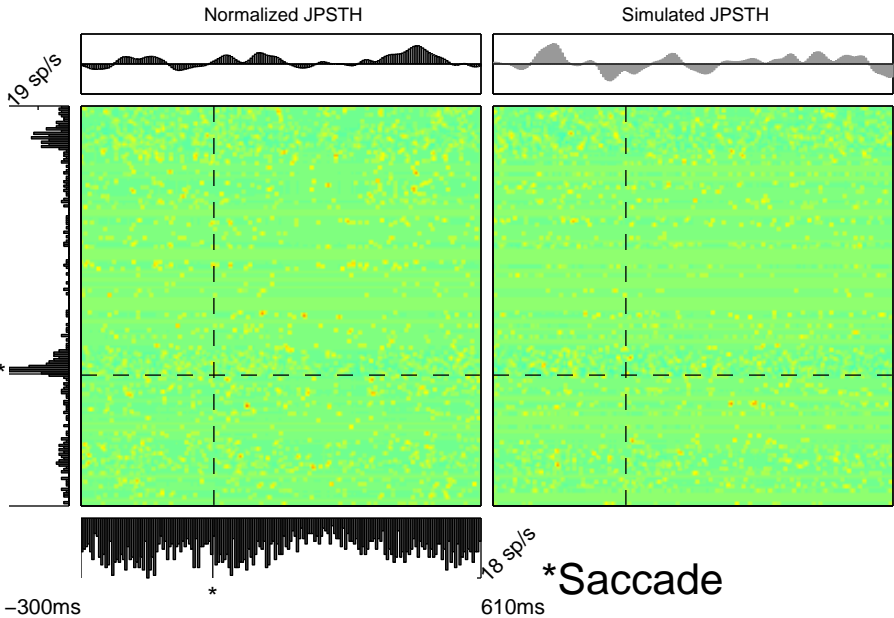 Normalized JPSTH
Simulated JPSTH
19 sp/s
*
18 sp/s
*Saccade
*
−300ms
610ms